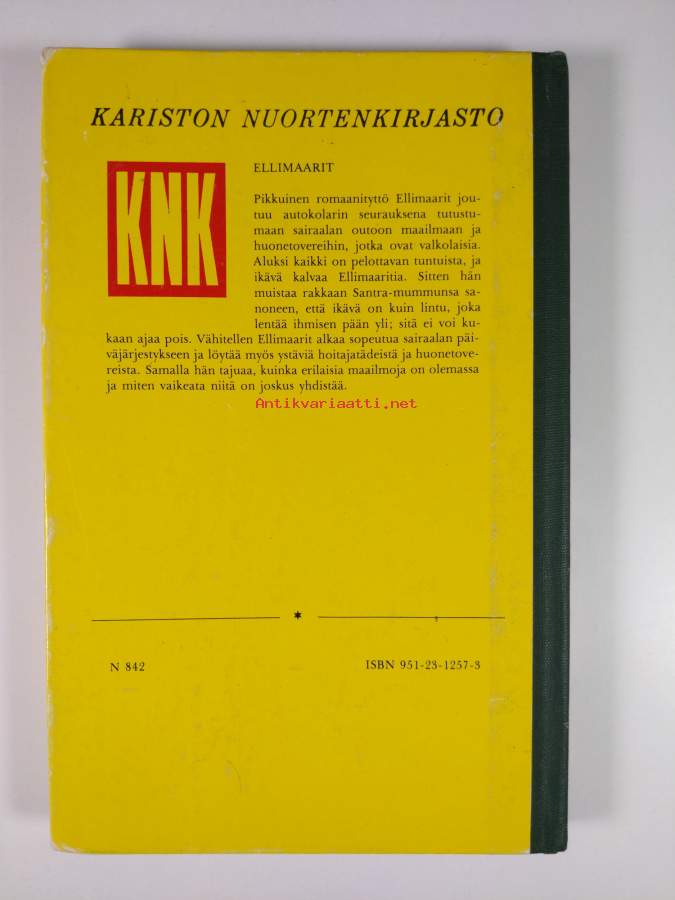 KARISTON NUORTENKIRJASTO
KNK
ELLIMAARIT
Pikkuinen romaanityttö Ellimaarit jou-
tuu autokolarin seurauksena tutustu-
maan sairaalan outoon maailmaan ja
huonetovereihin, jotka ovat valkolaisia.
Aluksi kaikki on pelottavan tuntuista, ja
ikävä kalvaa Ellimaaritia. Sitten hän
muistaa rakkaan Santra-mummunsa sa-
noneen, että ikävä on kuin lintu, joka
lentää ihmisen pään yli; sitä ei voi ku-
kaan ajaa pois. Vähitellen Ellimaarit alkaa sopeutua sairaalan päi-
väjärjestykseen ja löytää myös ystäviä hoitajatädeistä ja huonetove-
reista. Samalla hän tajuaa, kuinka erilaisia maailmoja on olemassa
ja miten vaikeata niitä on joskus yhdistää.
Antikvariaatti.net
N 842
ISBN 951-23-1257-3